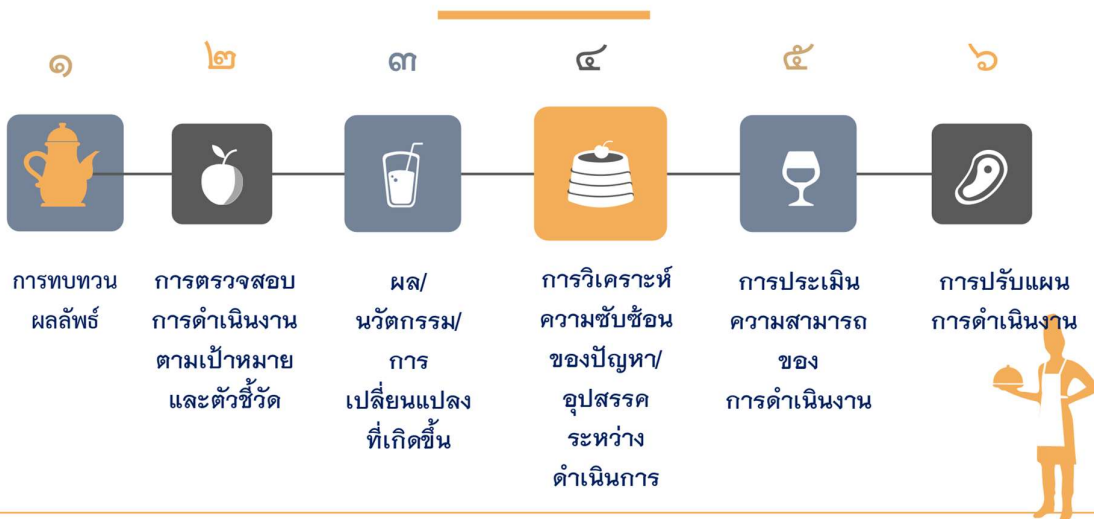 ๑
๒
๓
๔
๕
๖
การทบทวน
ผลลัพธ์
การตรวจสอบ
การดำเนินงาน
ตามเป้าหมาย
และตัวชี้วัด
ผล/
นวัตกรรม/
การ
เปลี่ยนแปลง
ที่เกิดขึ้น
การวิเคราะห์
ความซับซ้อน
ของปัญหา/
อุปสรรค
ระหว่าง
ดำเนินการ
การประเมิน
ความสามารถ
ของ
การดำเนินงาน
การปรับแผน
การดำเนินงาน